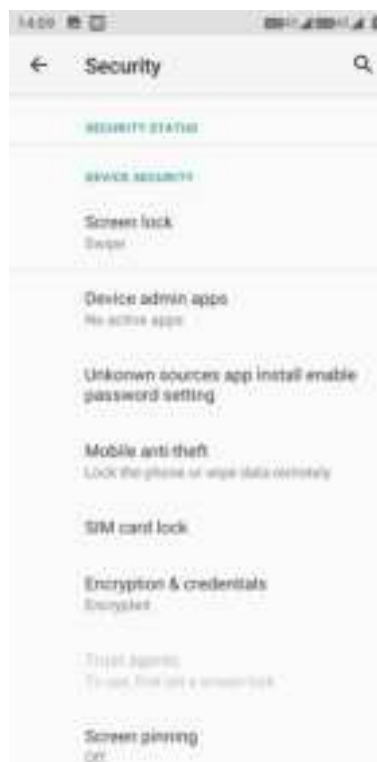 14:09
Security
SECURITY STATUS
DEVICE SECURITY
Screen lock
Swipe
Device admin apps
No active apps
Unkonwn sources app install enable
password setting
Mobile anti theft
Lock the phone or wipe data remotely
SIM card lock
Encryption & credentials
Encrypted
Trust agents
To use, first set a screen lock
Screen pinning
Off